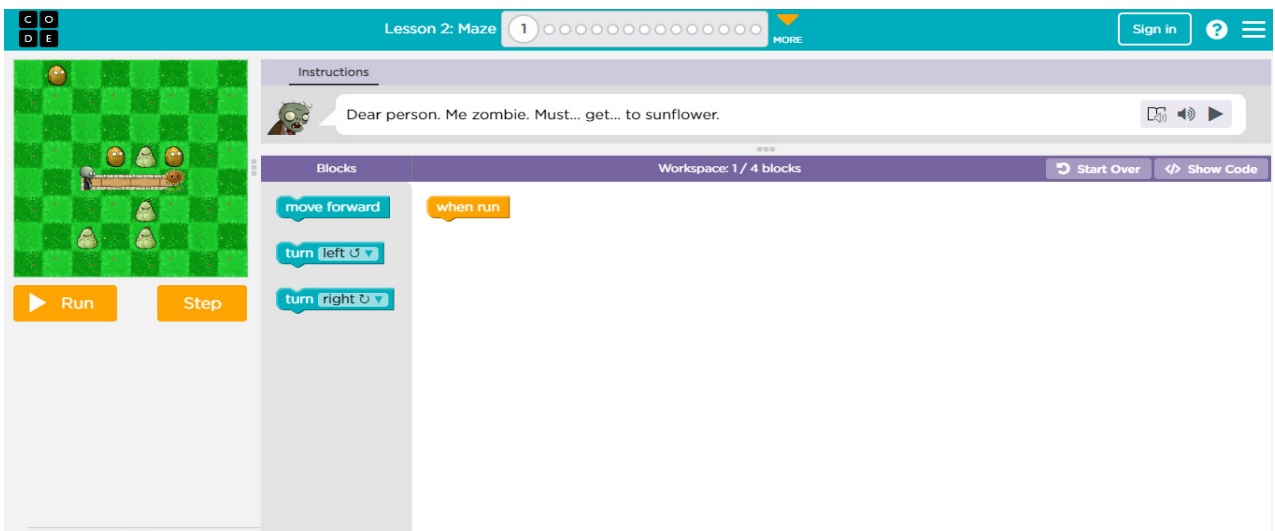 C O
D E
Lesson 2: Maze 1
MORE
Sign in ?
Instructions
Dear person. Me zombie. Must... get... to sunflower.
Blocks
Workspace: 1 / 4 blocks
Start Over
</> Show Code
move forward
when run
turn left
turn right
Run
Step